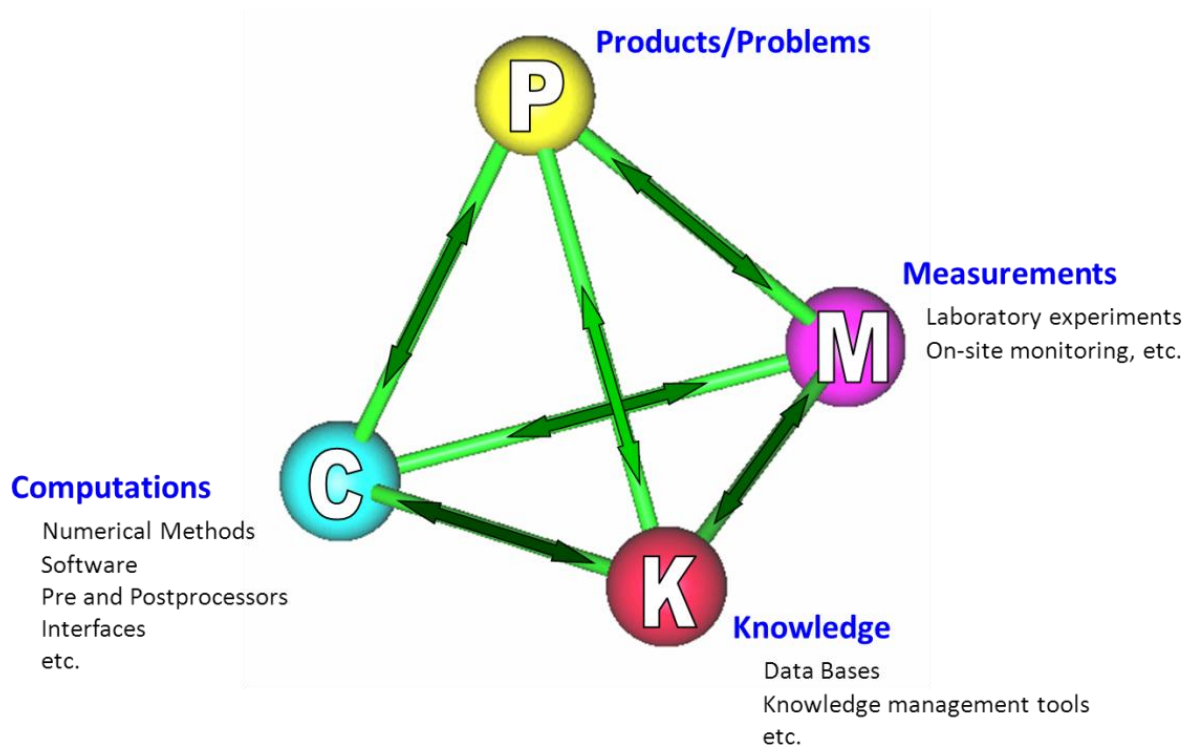 Products/Problems
P
Measurements
Laboratory experiments
On-site monitoring, etc.
M
C
Computations
Numerical Methods
Software
Pre and Postprocessors
Interfaces
etc.
K
Knowledge
Data Bases
Knowledge management tools
etc.